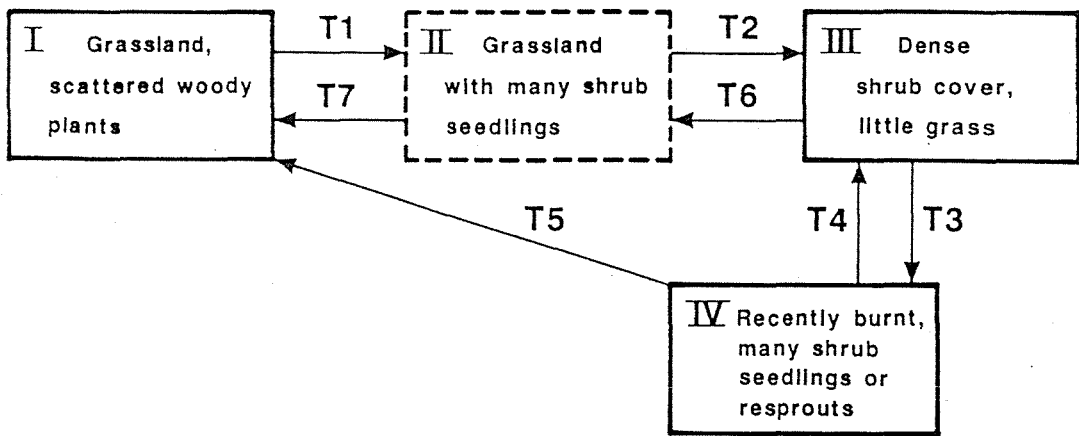 I Grassland,
scattered woody
plants
T1
T7
II Grassland
with many shrub
seedlings
T2
T6
III Dense
shrub cover,
little grass
T5
T4
T3
IV Recently burnt,
many shrub
seedlings or
resprouts